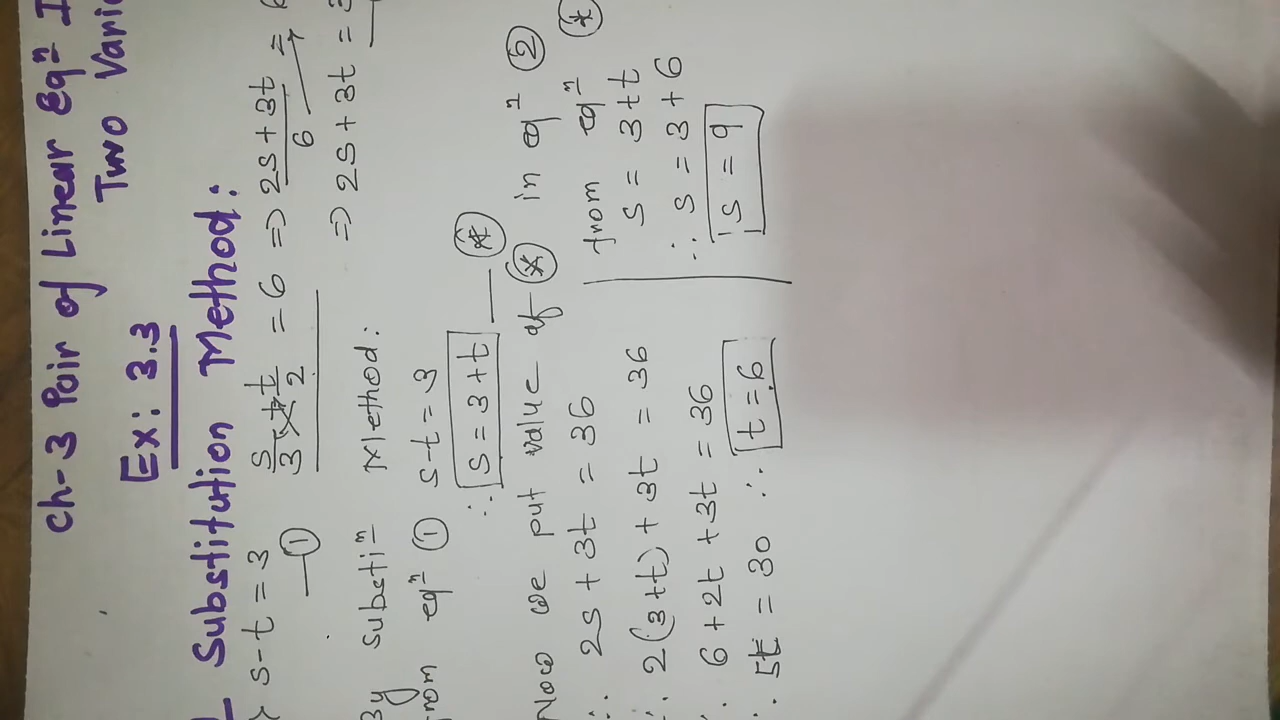 Ch-3 Pair of Linear Eqⁿ I
Two Vari
Ex: 3.3
Substitution Method:
s-t = 3 s/3 + t/2 = 6 ⇒ 2s + 3t/6 = 6
—① ⇒ 2s + 3t = 3
By Substiⁿ Method:
from eqⁿ ① s-t = 3
∴ s = 3+t —(*)
Now we put value of (*) in eqⁿ ②
∴ 2s + 3t = 36
∴ 2(3+t) + 3t = 36
∴ 6 + 2t + 3t = 36
∴ 5t = 30 ∴ t = 6
from eqⁿ (*)
s = 3+t
∴ s = 3+6
s = 9